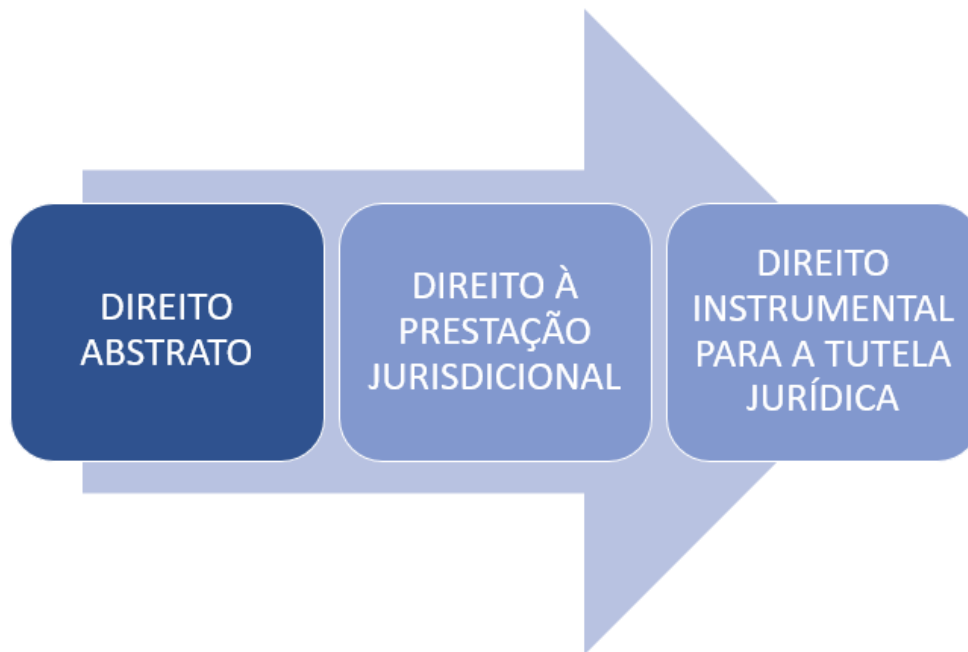 DIREITO
ABSTRATO
DIREITO À
PRESTAÇÃO
JURISDICIONAL
DIREITO
INSTRUMENTAL
PARA A TUTELA
JURÍDICA